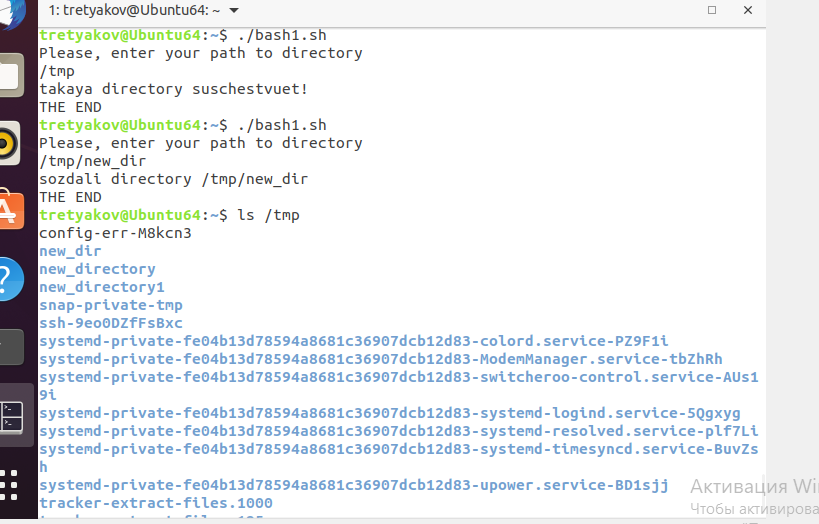 1: tretyakov@Ubuntu64: ~
tretyakov@Ubuntu64:~$ ./bash1.sh
Please, enter your path to directory
/tmp
takaya directory suschestvuet!
THE END
tretyakov@Ubuntu64:~$ ./bash1.sh
Please, enter your path to directory
/tmp/new_dir
sozdali directory /tmp/new_dir
THE END
tretyakov@Ubuntu64:~$ ls /tmp
config-err-M8kcn3
new_dir
new_directory
new_directory1
snap-private-tmp
ssh-9eo0DZfFsBxc
systemd-private-fe04b13d78594a8681c36907dcb12d83-colord.service-PZ9F1i
systemd-private-fe04b13d78594a8681c36907dcb12d83-ModemManager.service-tbZhRh
systemd-private-fe04b13d78594a8681c36907dcb12d83-switcheroo-control.service-AUs1
9i
systemd-private-fe04b13d78594a8681c36907dcb12d83-systemd-logind.service-5Qgxyg
systemd-private-fe04b13d78594a8681c36907dcb12d83-systemd-resolved.service-plf7Li
systemd-private-fe04b13d78594a8681c36907dcb12d83-systemd-timesyncd.service-BuvZs
h
systemd-private-fe04b13d78594a8681c36907dcb12d83-upower.service-BD1sjj
tracker-extract-files.1000
Активация Wi
Чтобы активирова